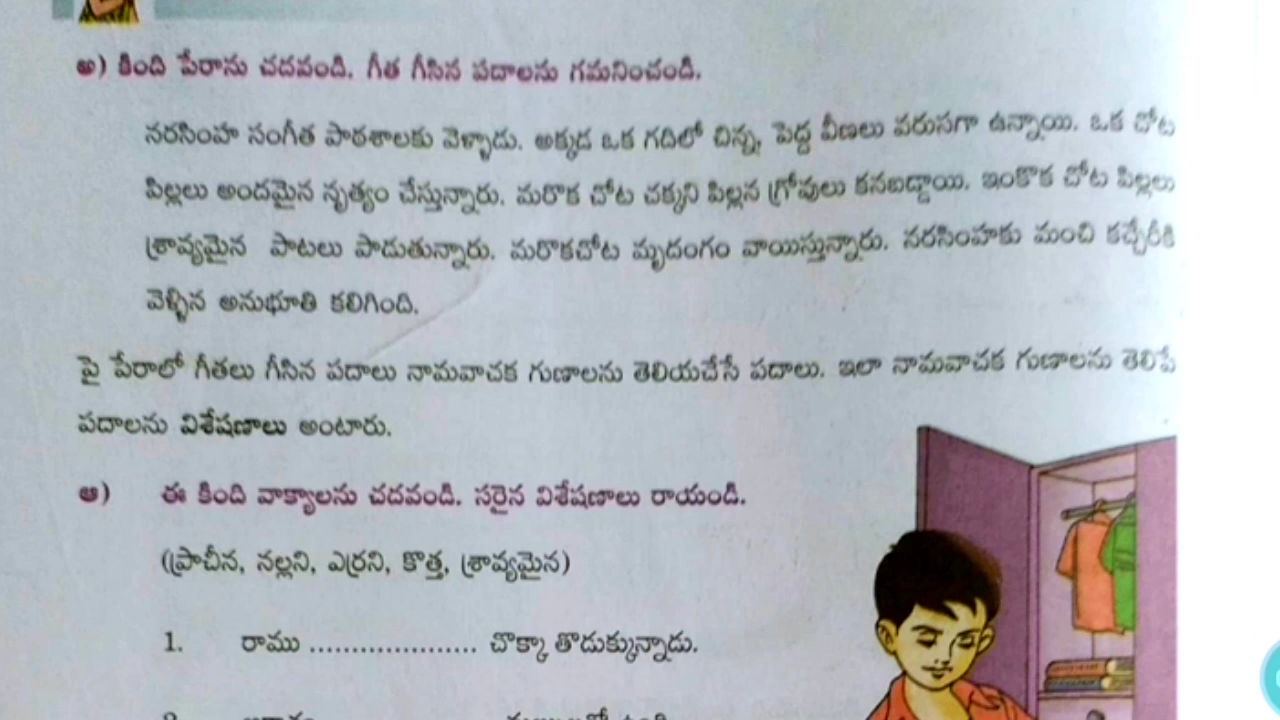 అ) కింది పేరాను చదవండి. గీత గీసిన పదాలను గమనించండి.
నరసింహ సంగీత పాఠశాలకు వెళ్ళాడు. అక్కడ ఒక గదిలో చిన్న, పెద్ద వీణలు వరుసగా ఉన్నాయి. ఒక చోట
పిల్లలు అందమైన నృత్యం చేస్తున్నారు. మరొక చోట చక్కని పిల్లన గ్రోవులు కనబడ్డాయి. ఇంకొక చోట పిల్లలు
శ్రావ్యమైన పాటలు పాడుతున్నారు. మరొకచోట మృదంగం వాయిస్తున్నారు. నరసింహకు మంచి కచ్చేరీకి
వెళ్ళిన అనుభూతి కలిగింది.
పై పేరాలో గీతలు గీసిన పదాలు నామవాచక గుణాలను తెలియచేసే పదాలు. ఇలా నామవాచక గుణాలను తెలిపే
పదాలను విశేషణాలు అంటారు.
ఆ) ఈ కింది వాక్యాలను చదవండి. సరైన విశేషణాలు రాయండి.
(ప్రాచీన, నల్లని, ఎర్రని, కొత్త, శ్రావ్యమైన)
1. రాము .................... చొక్కా తొడుక్కున్నాడు.